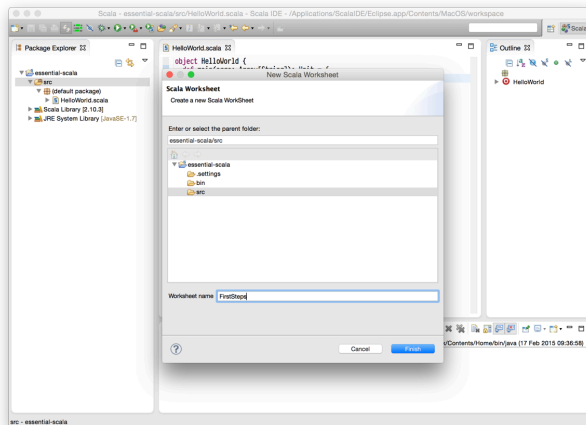 Scala - essential-scala/src/HelloWorld.scala - Scala IDE - /Applications/ScalaIDE/Eclipse.app/Contents/MacOS/workspace
Scala
Package Explorer
essential-scala
src
(default package)
HelloWorld.scala
Scala Library [2.10.3]
JRE System Library [JavaSE-1.7]
HelloWorld.scala
object HelloWorld {
Outline
HelloWorld
New Scala Worksheet
Scala Worksheet
Create a new Scala WorkSheet
Enter or select the parent folder:
essential-scala/src
essential-scala
.settings
bin
src
Worksheet name
FirstSteps
?
Cancel
Finish
/Contents/Home/bin/java (17 Feb 2015 09:36:58)
src - essential-scala